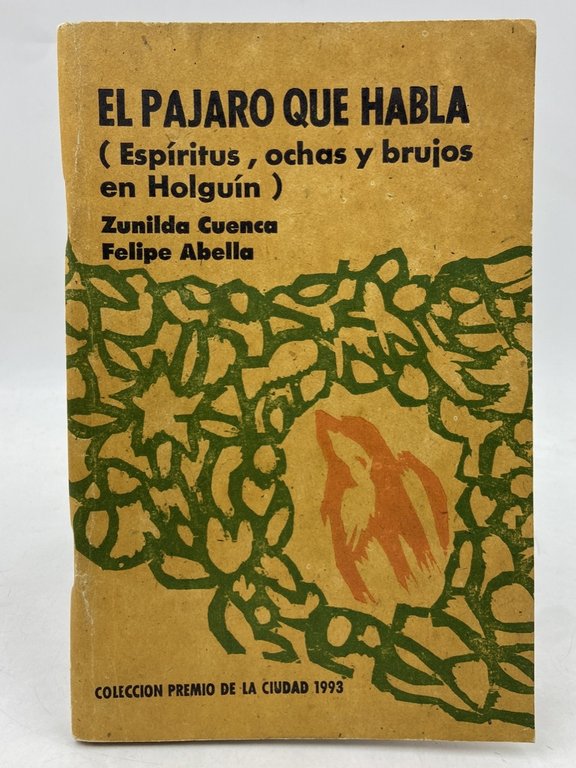 EL PAJARO QUE HABLA
( Espíritus , ochas y brujos
en Holguín )
Zunilda Cuenca
Felipe Abella
COLECCION PREMIO DE LA CIUDAD 1993